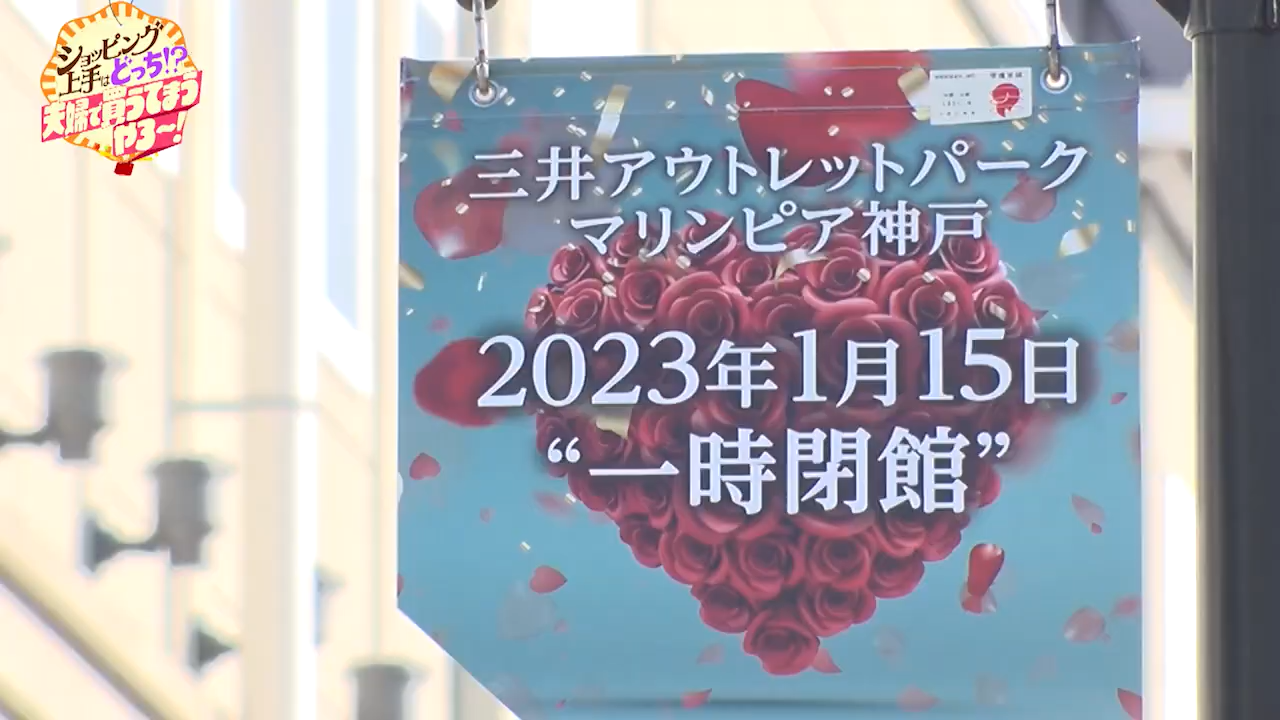 ショッピング
上手はどっち!?
夫婦で買うてまう
やろ〜!
三井アウトレットパーク
マリンピア神戸
2023年1月15日
“一時閉館”